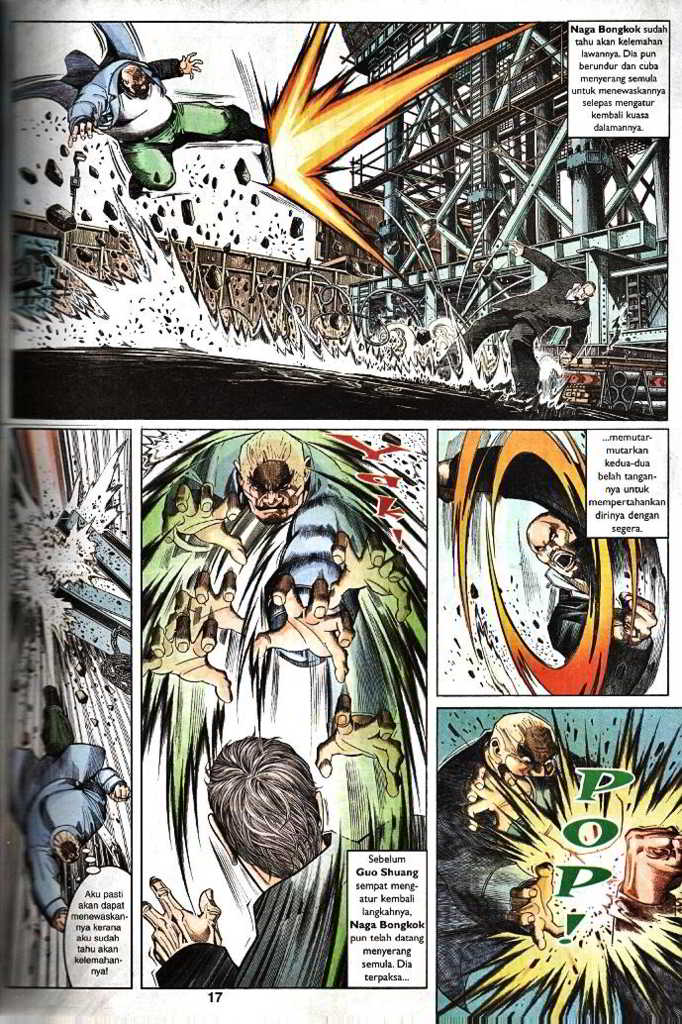 Naga Bongkok sudah
tahu akan kelemahan
lawannya. Dia pun
berundur dan cuba
menyerang semula
untuk menewaskannya
selepas mengatur
kembali kuasa
dalamannya.
Aku pasti
akan dapat
menewaskan-
nya kerana
aku sudah
tahu akan
kelemahan-
nya!
Sebelum
Guo Shuang
sempat meng-
atur kembali
langkahnya,
Naga Bongkok
pun telah datang
menyerang
semula. Dia
terpaksa...
...memutar-
mutarkan
kedua-dua
belah tangan-
nya untuk
mempertahankan
dirinya dengan
segera.
POP!
17